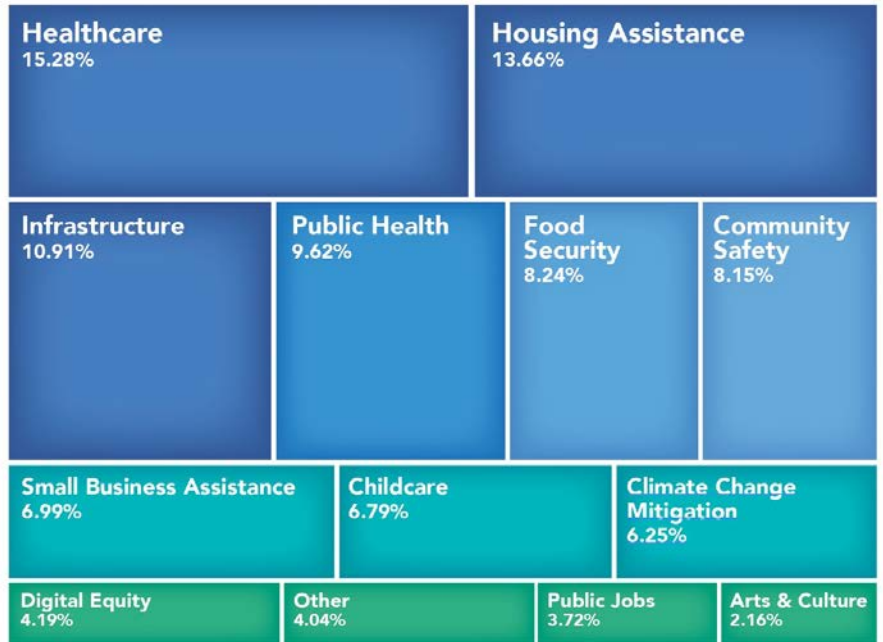 Healthcare
15.28%
Housing Assistance
13.66%
Infrastructure
10.91%
Public Health
9.62%
Food
Security
8.24%
Community
Safety
8.15%
Small Business Assistance
6.99%
Childcare
6.79%
Climate Change
Mitigation
6.25%
Digital Equity
4.19%
Other
4.04%
Public Jobs
3.72%
Arts & Culture
2.16%